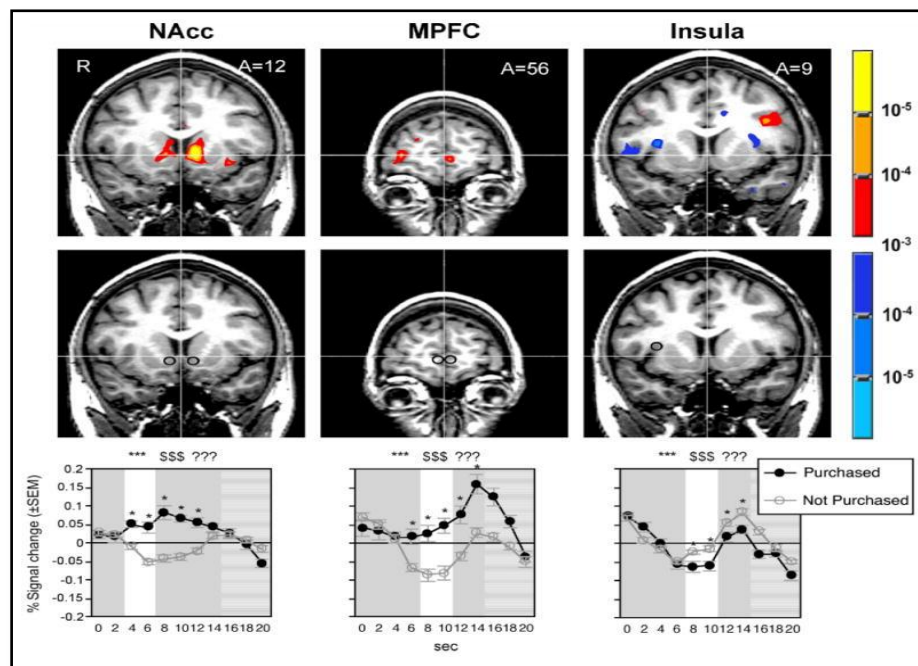 NAcc MPFC Insula
R A=12 A=56 A=9
10-5
10-4
10-3
10-4
10-5
*** $$$ ??? *** $$$ ??? *** $$$ ???
% Signal change (±SEM)
0.2
0.15
0.1
0.05
0
-0.05
-0.1
-0.15
-0.2
* * * * *
* * * * * *
* * * *
Purchased
Not Purchased
0 2 4 6 8 10 12 14 16 18 20 0 2 4 6 8 10 12 14 16 18 20 0 2 4 6 8 10 12 14 16 18 20
sec